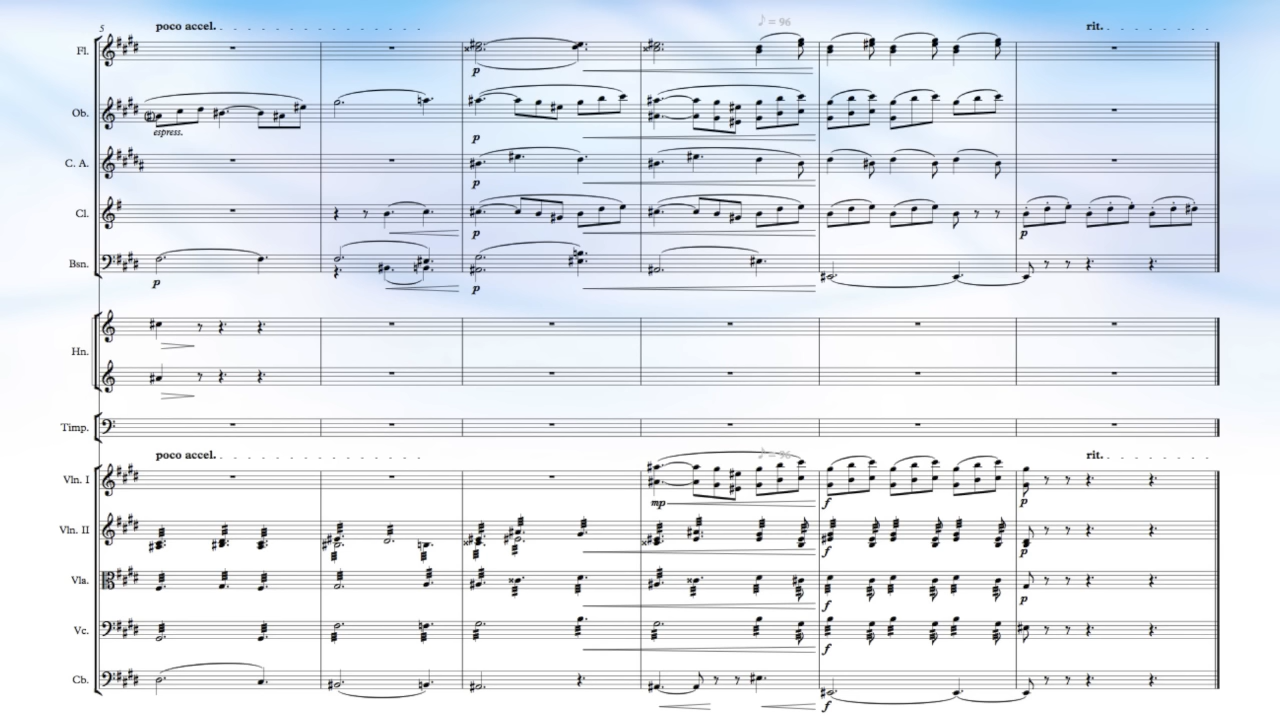 poco accel.
♪ = 96
rit.
5
Fl.
p
Ob.
espress.
p
C. A.
p
Cl.
p
p
Bsn.
p
p
Hn.
Timp.
poco accel.
♪ = 96
rit.
Vln. I
mp
f
p
Vln. II
f
p
Vla.
f
p
Vc.
f
Cb.
f